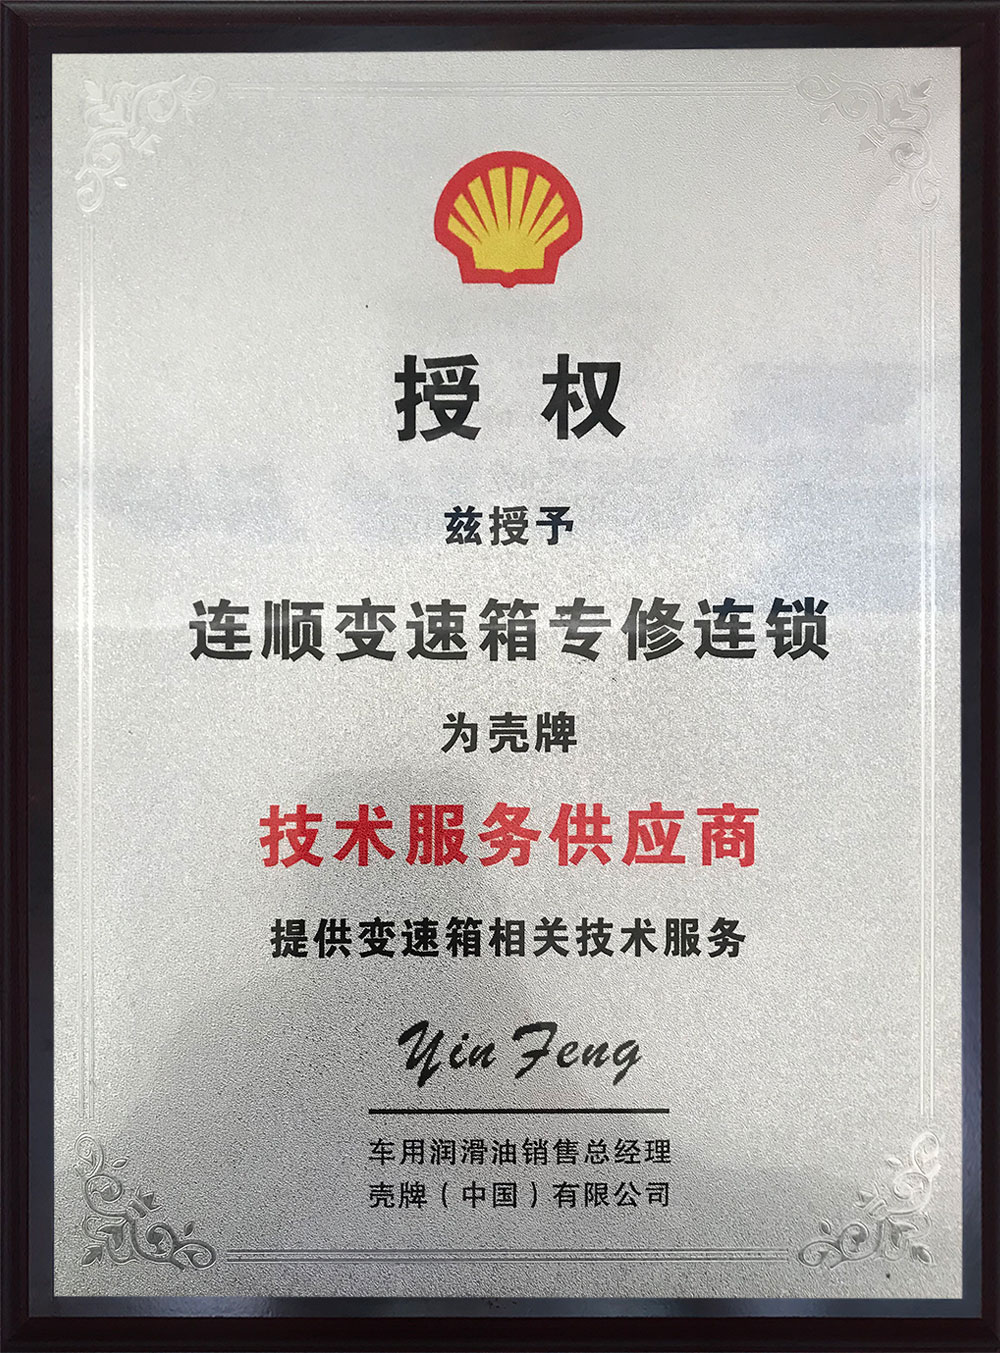 授权
兹授予
连顺变速箱专修连锁
为壳牌
技术服务供应商
提供变速箱相关技术服务
Yin Feng
车用润滑油销售总经理
壳牌（中国）有限公司